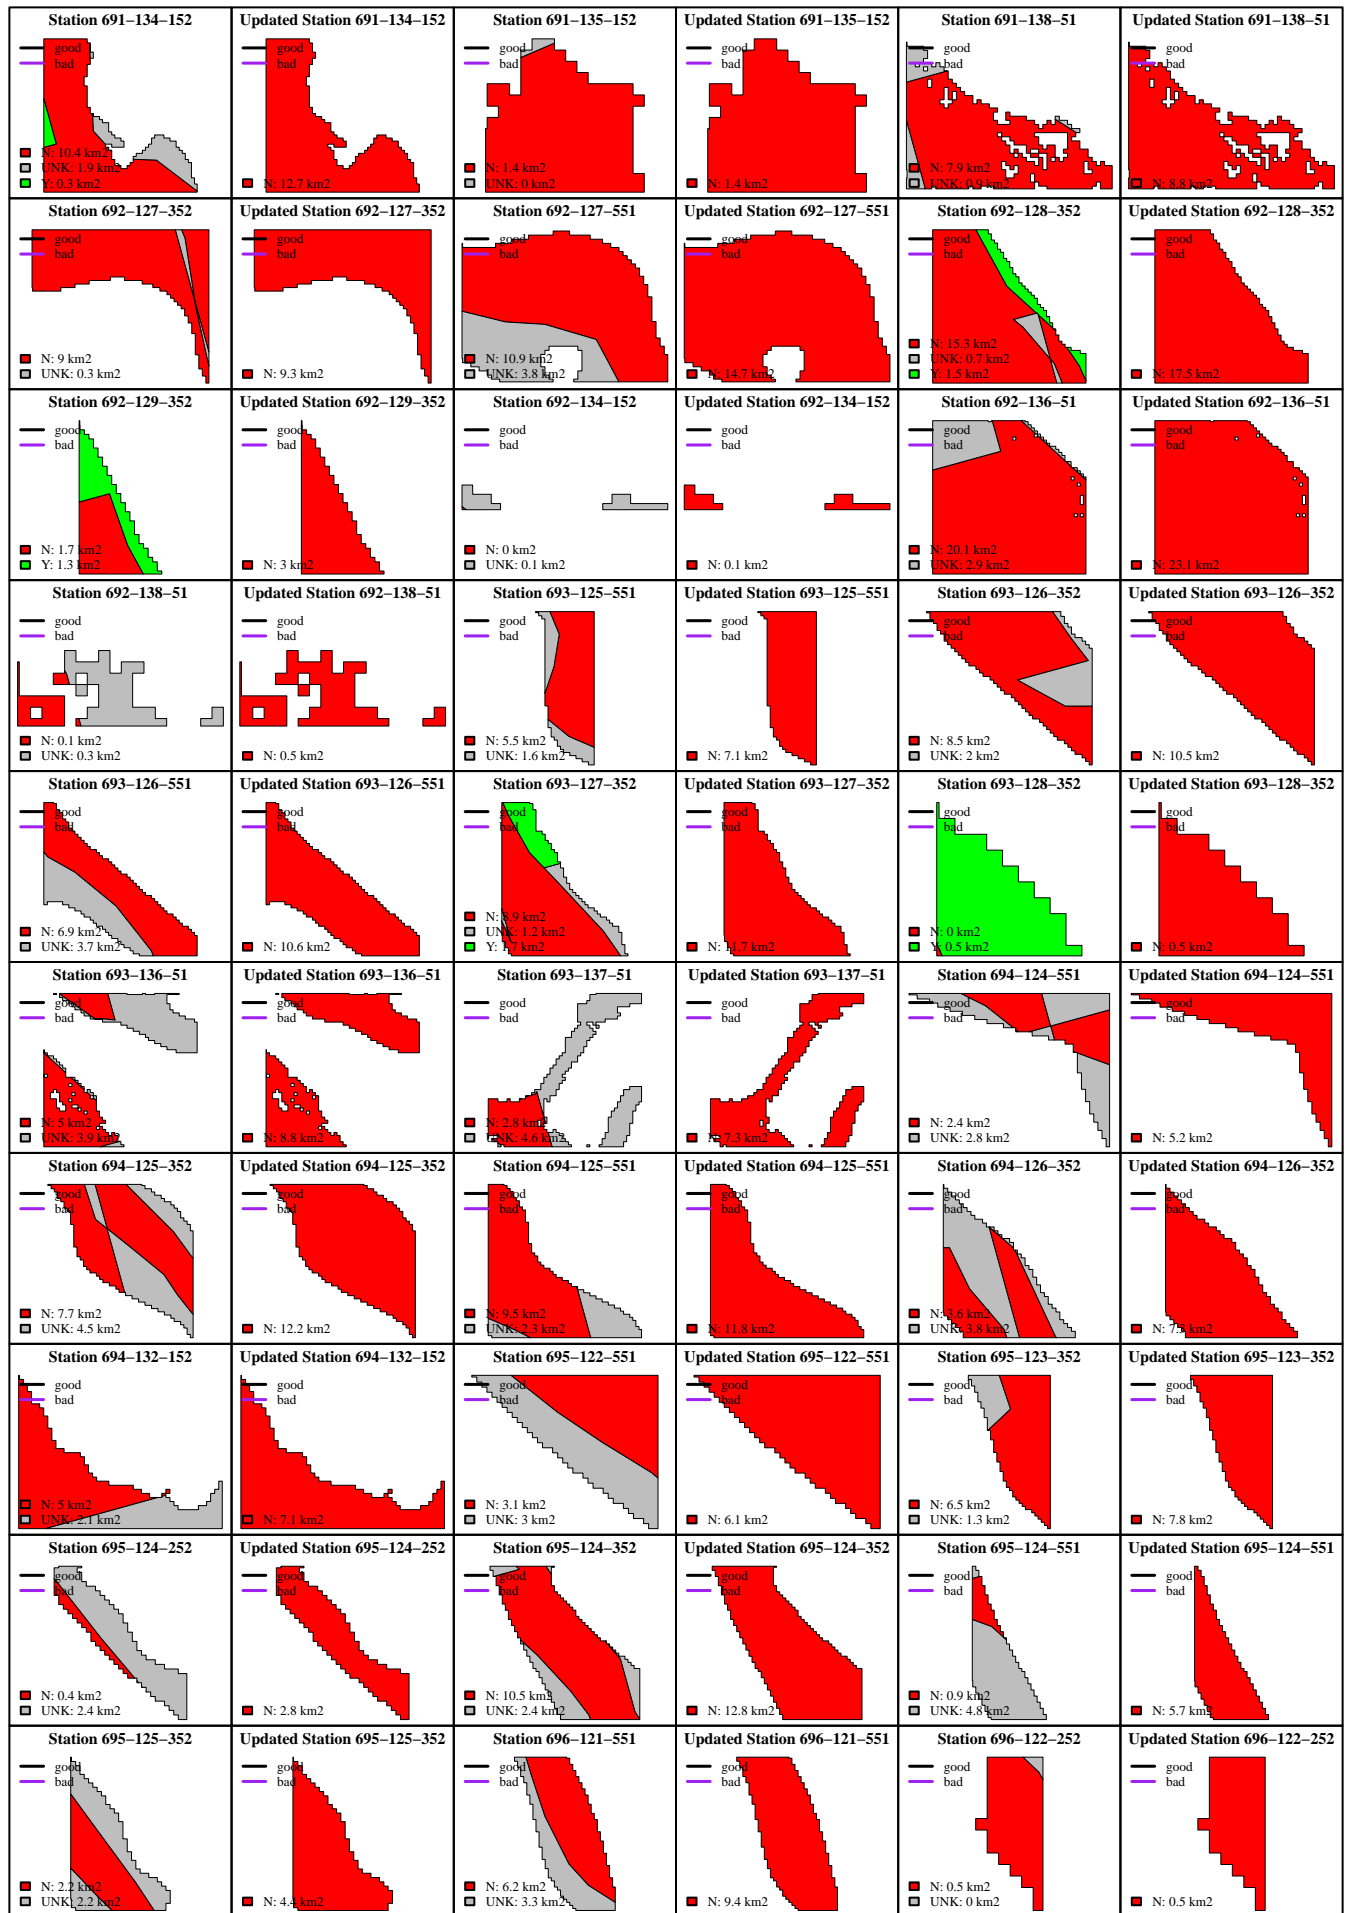 Station 691−134−152
good
bad
N: 10.4 km2
UNK: 1.9 km2
Y: 0.3 km2
Updated Station 691−134−152
good
bad
N: 12.7 km2
Station 691−135−152
good
bad
N: 1.4 km2
UNK: 0 km2
Updated Station 691−135−152
good
bad
N: 1.4 km2
Station 691−138−51
good
bad
N: 7.9 km2
UNK: 0.9 km2
Updated Station 691−138−51
good
bad
N: 8.8 km2
Station 692−127−352
good
bad
N: 9 km2
UNK: 0.3 km2
Updated Station 692−127−352
good
bad
N: 9.3 km2
Station 692−127−551
good
bad
N: 10.9 km2
UNK: 3.8 km2
Updated Station 692−127−551
good
bad
N: 14.7 km2
Station 692−128−352
good
bad
N: 15.3 km2
UNK: 0.7 km2
Y: 1.5 km2
Updated Station 692−128−352
good
bad
N: 17.5 km2
Station 692−129−352
good
bad
N: 1.7 km2
Y: 1.3 km2
Updated Station 692−129−352
good
bad
N: 3 km2
Station 692−134−152
good
bad
N: 0 km2
UNK: 0.1 km2
Updated Station 692−134−152
good
bad
N: 0.1 km2
Station 692−136−51
good
bad
N: 20.1 km2
UNK: 2.9 km2
Updated Station 692−136−51
good
bad
N: 23.1 km2
Station 692−138−51
good
bad
N: 0.1 km2
UNK: 0.3 km2
Updated Station 692−138−51
good
bad
N: 0.5 km2
Station 693−125−551
good
bad
N: 5.5 km2
UNK: 1.6 km2
Updated Station 693−125−551
good
bad
N: 7.1 km2
Station 693−126−352
good
bad
N: 8.5 km2
UNK: 2 km2
Updated Station 693−126−352
good
bad
N: 10.5 km2
Station 693−126−551
good
bad
N: 6.9 km2
UNK: 3.7 km2
Updated Station 693−126−551
good
bad
N: 10.6 km2
Station 693−127−352
good
bad
N: 8.9 km2
UNK: 1.2 km2
Y: 1.7 km2
Updated Station 693−127−352
good
bad
N: 11.7 km2
Station 693−128−352
good
bad
N: 0 km2
Y: 0.5 km2
Updated Station 693−128−352
good
bad
N: 0.5 km2
Station 693−136−51
good
bad
N: 5 km2
UNK: 3.9 km2
Updated Station 693−136−51
good
bad
N: 8.8 km2
Station 693−137−51
good
bad
N: 2.8 km2
UNK: 4.6 km2
Updated Station 693−137−51
good
bad
N: 7.3 km2
Station 694−124−551
good
bad
N: 2.4 km2
UNK: 2.8 km2
Updated Station 694−124−551
good
bad
N: 5.2 km2
Station 694−125−352
good
bad
N: 7.7 km2
UNK: 4.5 km2
Updated Station 694−125−352
good
bad
N: 12.2 km2
Station 694−125−551
good
bad
N: 9.5 km2
UNK: 2.3 km2
Updated Station 694−125−551
good
bad
N: 11.8 km2
Station 694−126−352
good
bad
N: 3.6 km2
UNK: 3.8 km2
Updated Station 694−126−352
good
bad
N: 7.3 km2
Station 694−132−152
good
bad
N: 5 km2
UNK: 2.1 km2
Updated Station 694−132−152
good
bad
N: 7.1 km2
Station 695−122−551
good
bad
N: 3.1 km2
UNK: 3 km2
Updated Station 695−122−551
good
bad
N: 6.1 km2
Station 695−123−352
good
bad
N: 6.5 km2
UNK: 1.3 km2
Updated Station 695−123−352
good
bad
N: 7.8 km2
Station 695−124−252
good
bad
N: 0.4 km2
UNK: 2.4 km2
Updated Station 695−124−252
good
bad
N: 2.8 km2
Station 695−124−352
good
bad
N: 10.5 km2
UNK: 2.4 km2
Updated Station 695−124−352
good
bad
N: 12.8 km2
Station 695−124−551
good
bad
N: 0.9 km2
UNK: 4.8 km2
Updated Station 695−124−551
good
bad
N: 5.7 km2
Station 695−125−352
good
bad
N: 2.2 km2
UNK: 2.2 km2
Updated Station 695−125−352
good
bad
N: 4.4 km2
Station 696−121−551
good
bad
N: 6.2 km2
UNK: 3.3 km2
Updated Station 696−121−551
good
bad
N: 9.4 km2
Station 696−122−252
good
bad
N: 0.5 km2
UNK: 0 km2
Updated Station 696−122−252
good
bad
N: 0.5 km2